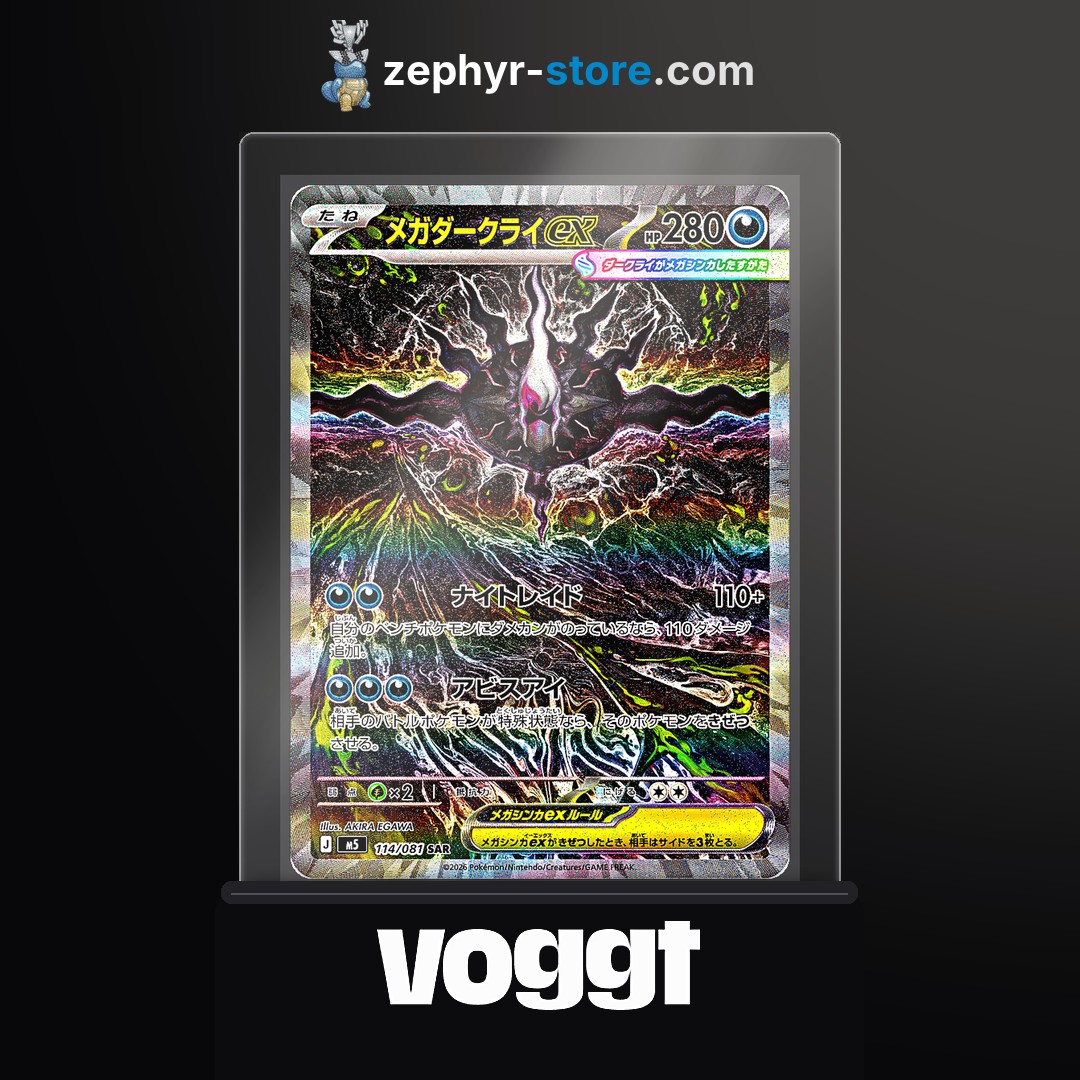 zephyr-store.com
たね メガダークライex HP280
ダークライがメガシンカしたすがた
ナイトレイド 110+
自分のベンチポケモンにダメカンがのっているなら、110ダメージ
追加。
アビスアイ
相手のバトルポケモンが特殊状態なら、そのポケモンをきぜつ
させる。
弱点 ×2 抵抗力 にげる
メガシンカexルール
メガシンカexがきぜつしたとき、相手はサイドを3枚とる。
Illus. AKIRA EGAWA
J M5 114/081 SAR
©2026 Pokémon/Nintendo/Creatures/GAME FREAK
voggt